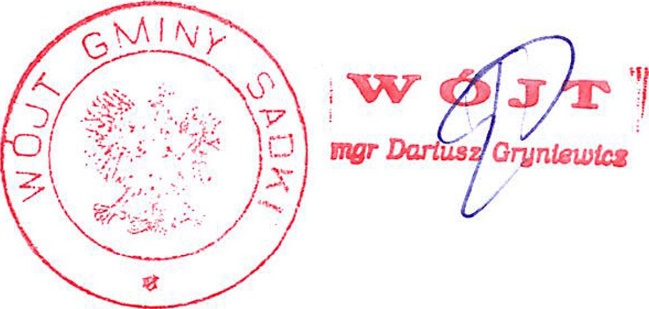 WÓJT GMINY SADKI
WÓJT
mgr Dariusz Gryniewicz